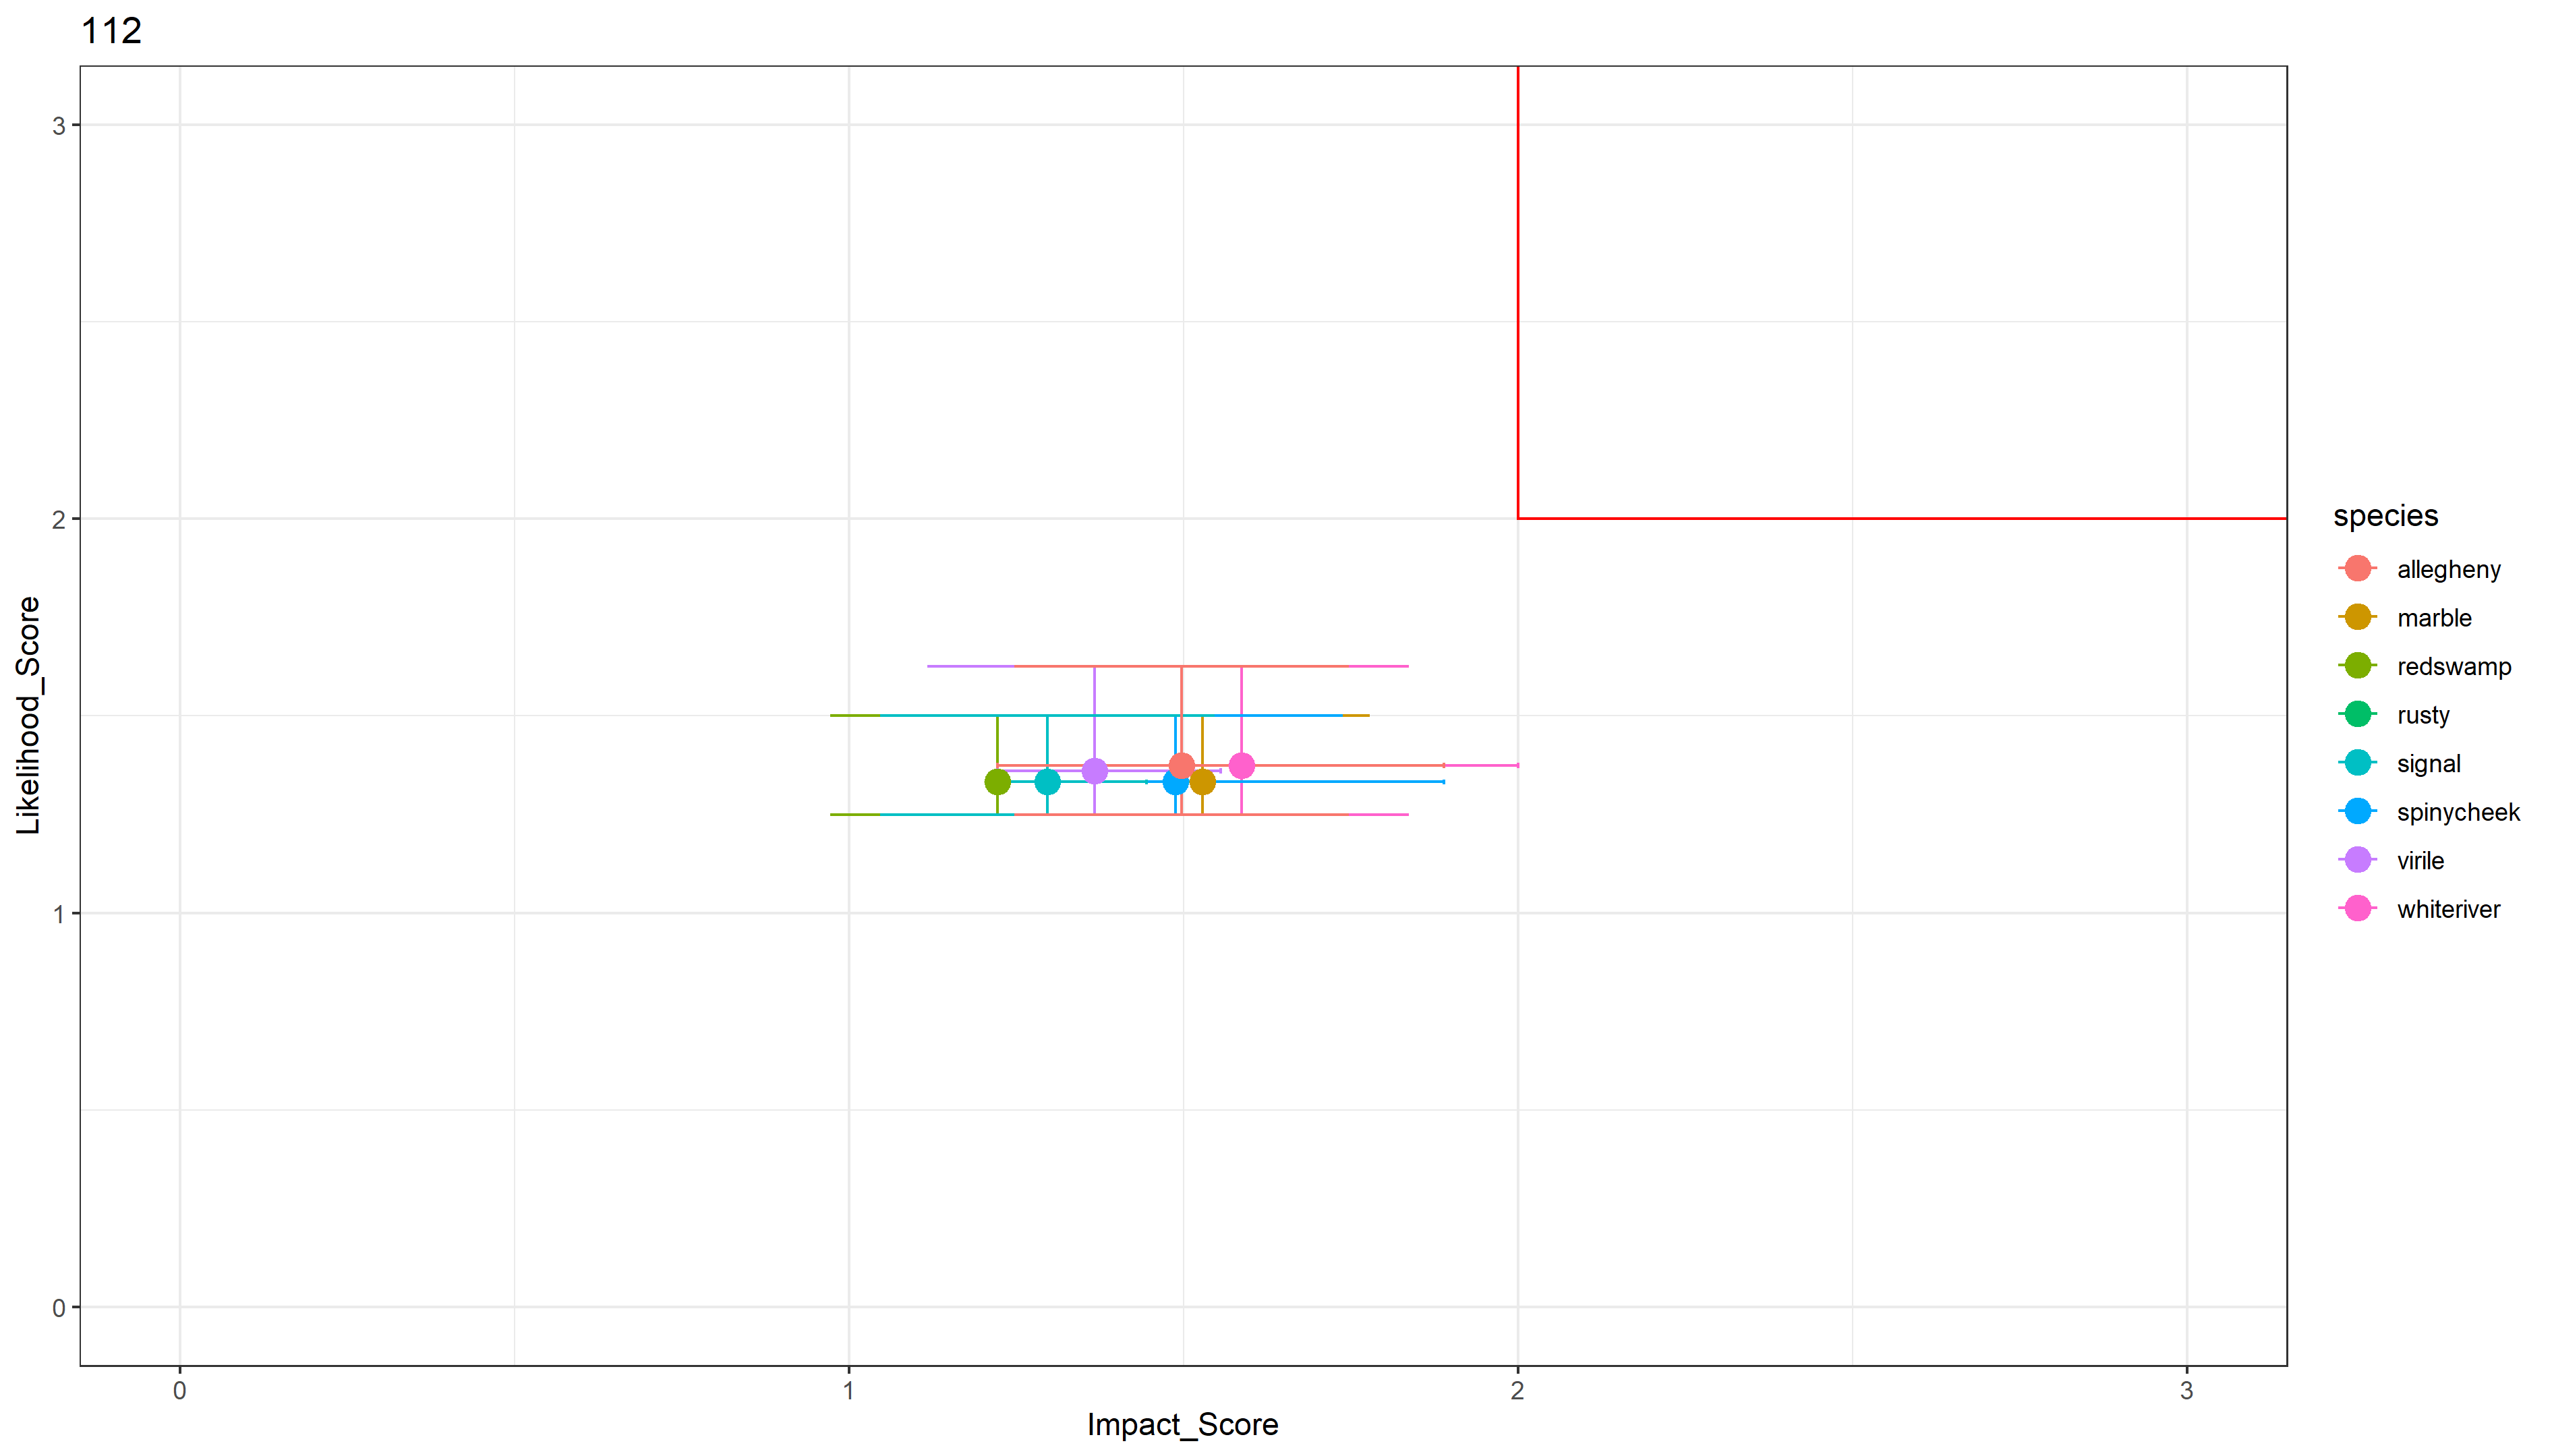 112
3
2
1
0
Likelihood_Score
0 1 2 3
Impact_Score
species
allegheny
marble
redswamp
rusty
signal
spinycheek
virile
whiteriver